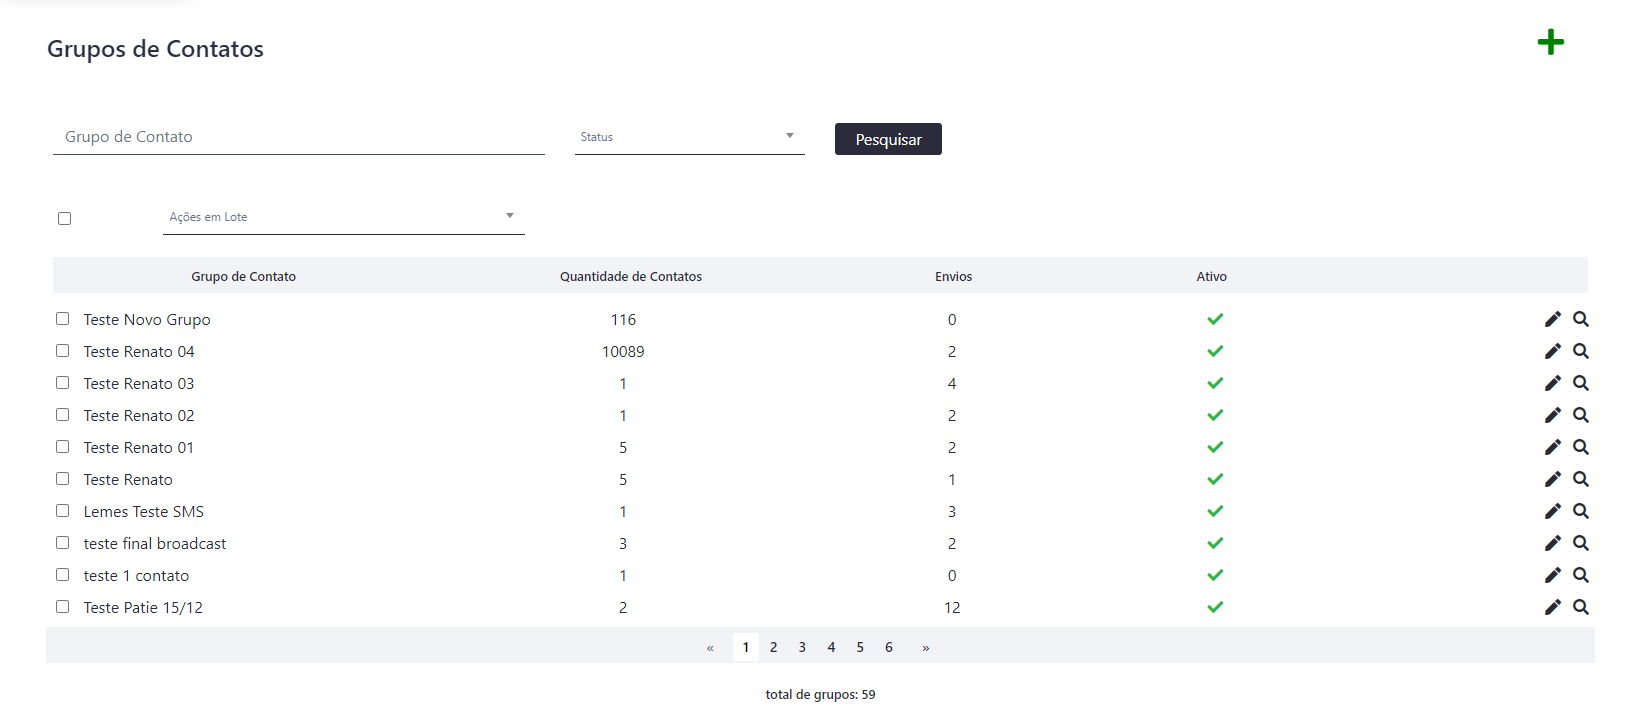 Grupos de Contatos
Grupo de Contato Status Pesquisar
Ações em Lote
Grupo de Contato Quantidade de Contatos Envios Ativo
Teste Novo Grupo 116 0
Teste Renato 04 10089 2
Teste Renato 03 1 4
Teste Renato 02 1 2
Teste Renato 01 5 2
Teste Renato 5 1
Lemes Teste SMS 1 3
teste final broadcast 3 2
teste 1 contato 1 0
Teste Patie 15/12 2 12
« 1 2 3 4 5 6 »
total de grupos: 59